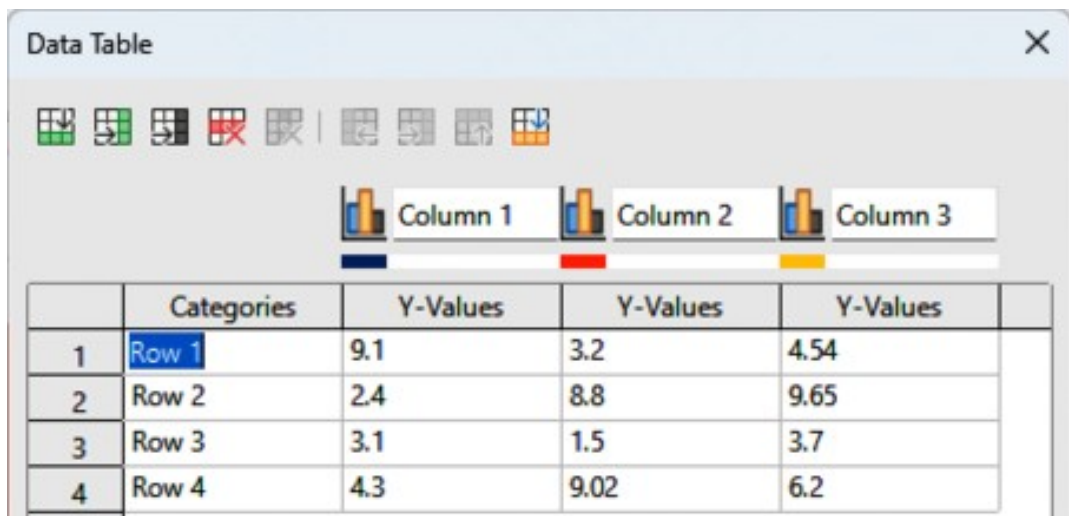 Data Table
Column 1 Column 2 Column 3
Categories Y-Values Y-Values Y-Values
1 Row 1 9.1 3.2 4.54
2 Row 2 2.4 8.8 9.65
3 Row 3 3.1 1.5 3.7
4 Row 4 4.3 9.02 6.2